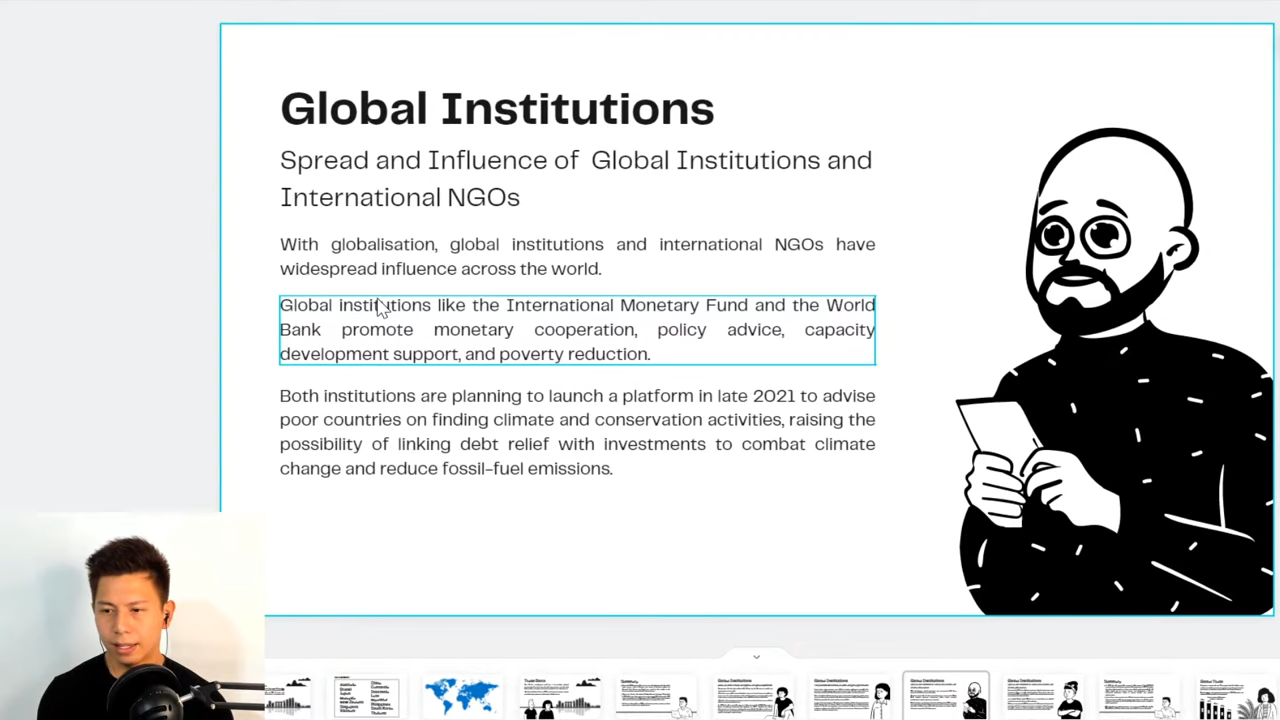 Global Institutions
Spread and Influence of Global Institutions and
International NGOs
With globalisation, global institutions and international NGOs have
widespread influence across the world.
Global institutions like the International Monetary Fund and the World
Bank promote monetary cooperation, policy advice, capacity
development support, and poverty reduction.
Both institutions are planning to launch a platform in late 2021 to advise
poor countries on finding climate and conservation activities, raising the
possibility of linking debt relief with investments to combat climate
change and reduce fossil-fuel emissions.